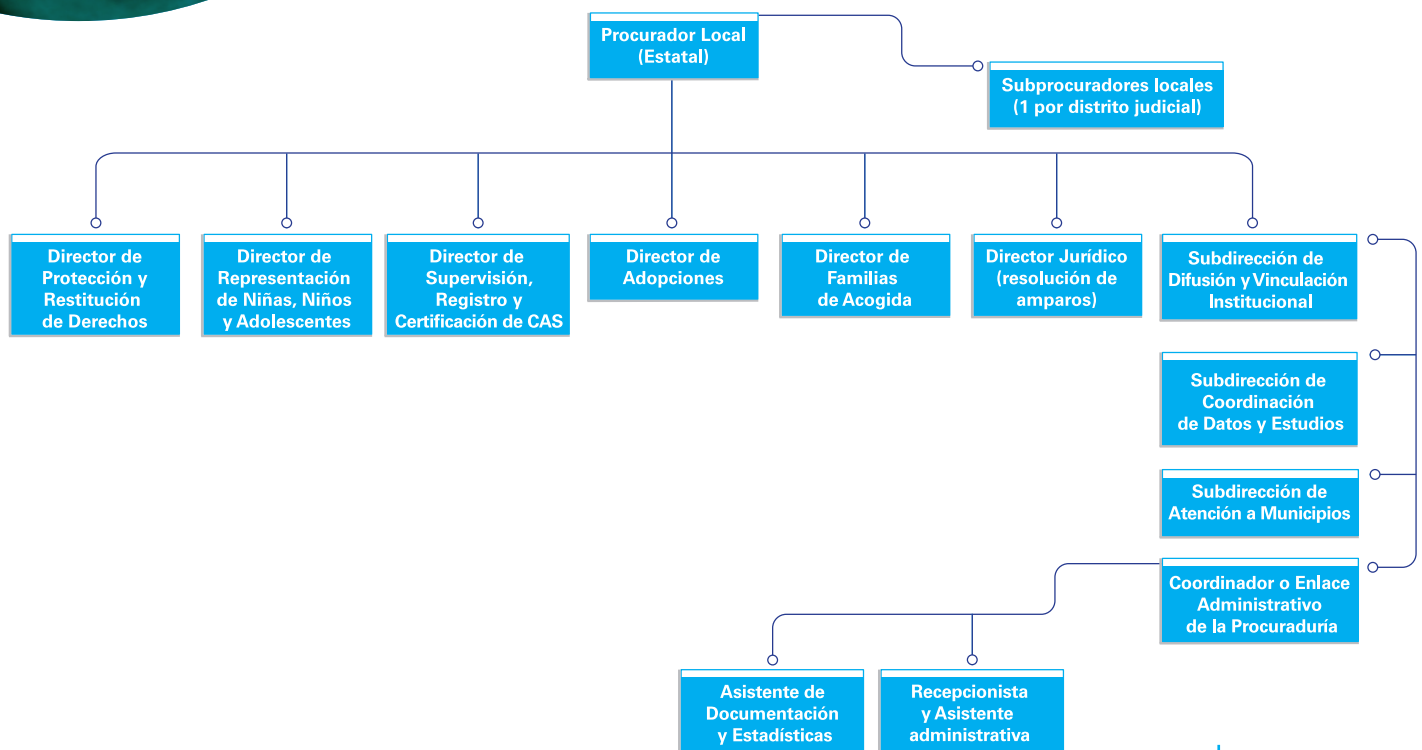 Procurador Local
(Estatal)
Subprocuradores locales
(1 por distrito judicial)
Director de
Protección y
Restitución
de Derechos
Director de
Representación
de Niñas, Niños
y Adolescentes
Director de
Supervisión,
Registro y
Certificación de CAS
Director de
Adopciones
Director de
Familias
de Acogida
Director Jurídico
(resolución de
amparos)
Subdirección de
Difusión y Vinculación
Institucional
Subdirección de
Coordinación
de Datos y Estudios
Subdirección de
Atención a Municipios
Coordinador o Enlace
Administrativo
de la Procuraduría
Asistente de
Documentación
y Estadísticas
Recepcionista
y Asistente
administrativa